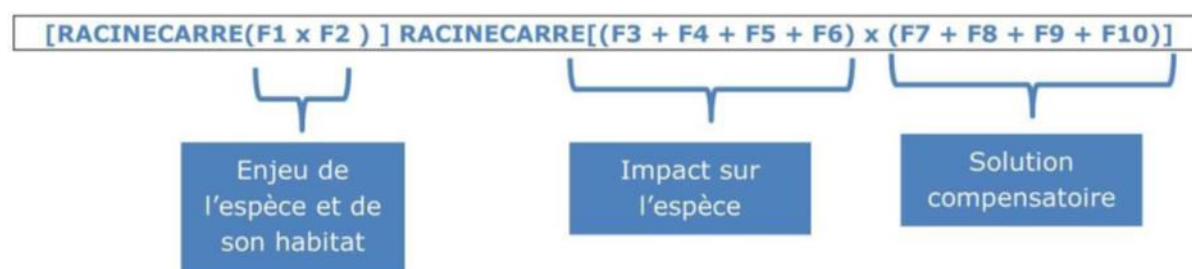 [RACINECARRE(F1 x F2 ) ] RACINECARRE[(F3 + F4 + F5 + F6) x (F7 + F8 + F9 + F10)]
Enjeu de
l'espèce et de
son habitat
Impact sur
l'espèce
Solution
compensatoire